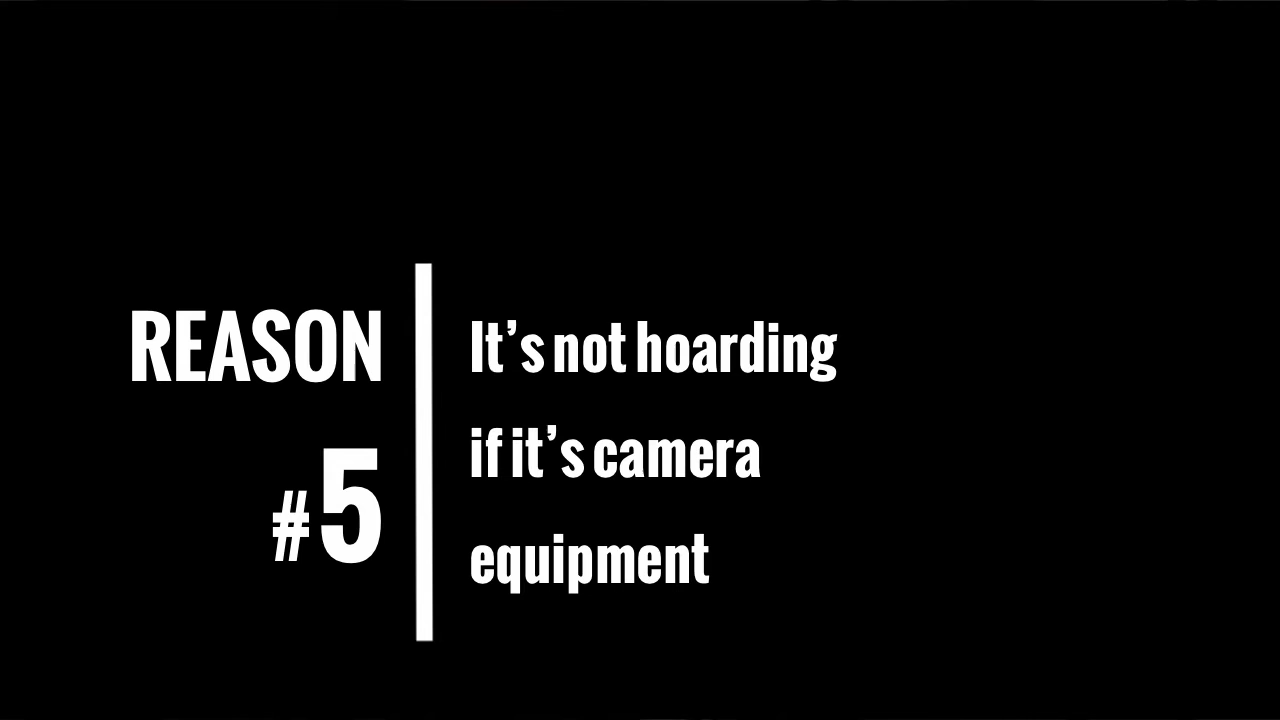 REASON
#5
It’s not hoarding
if it’s camera
equipment